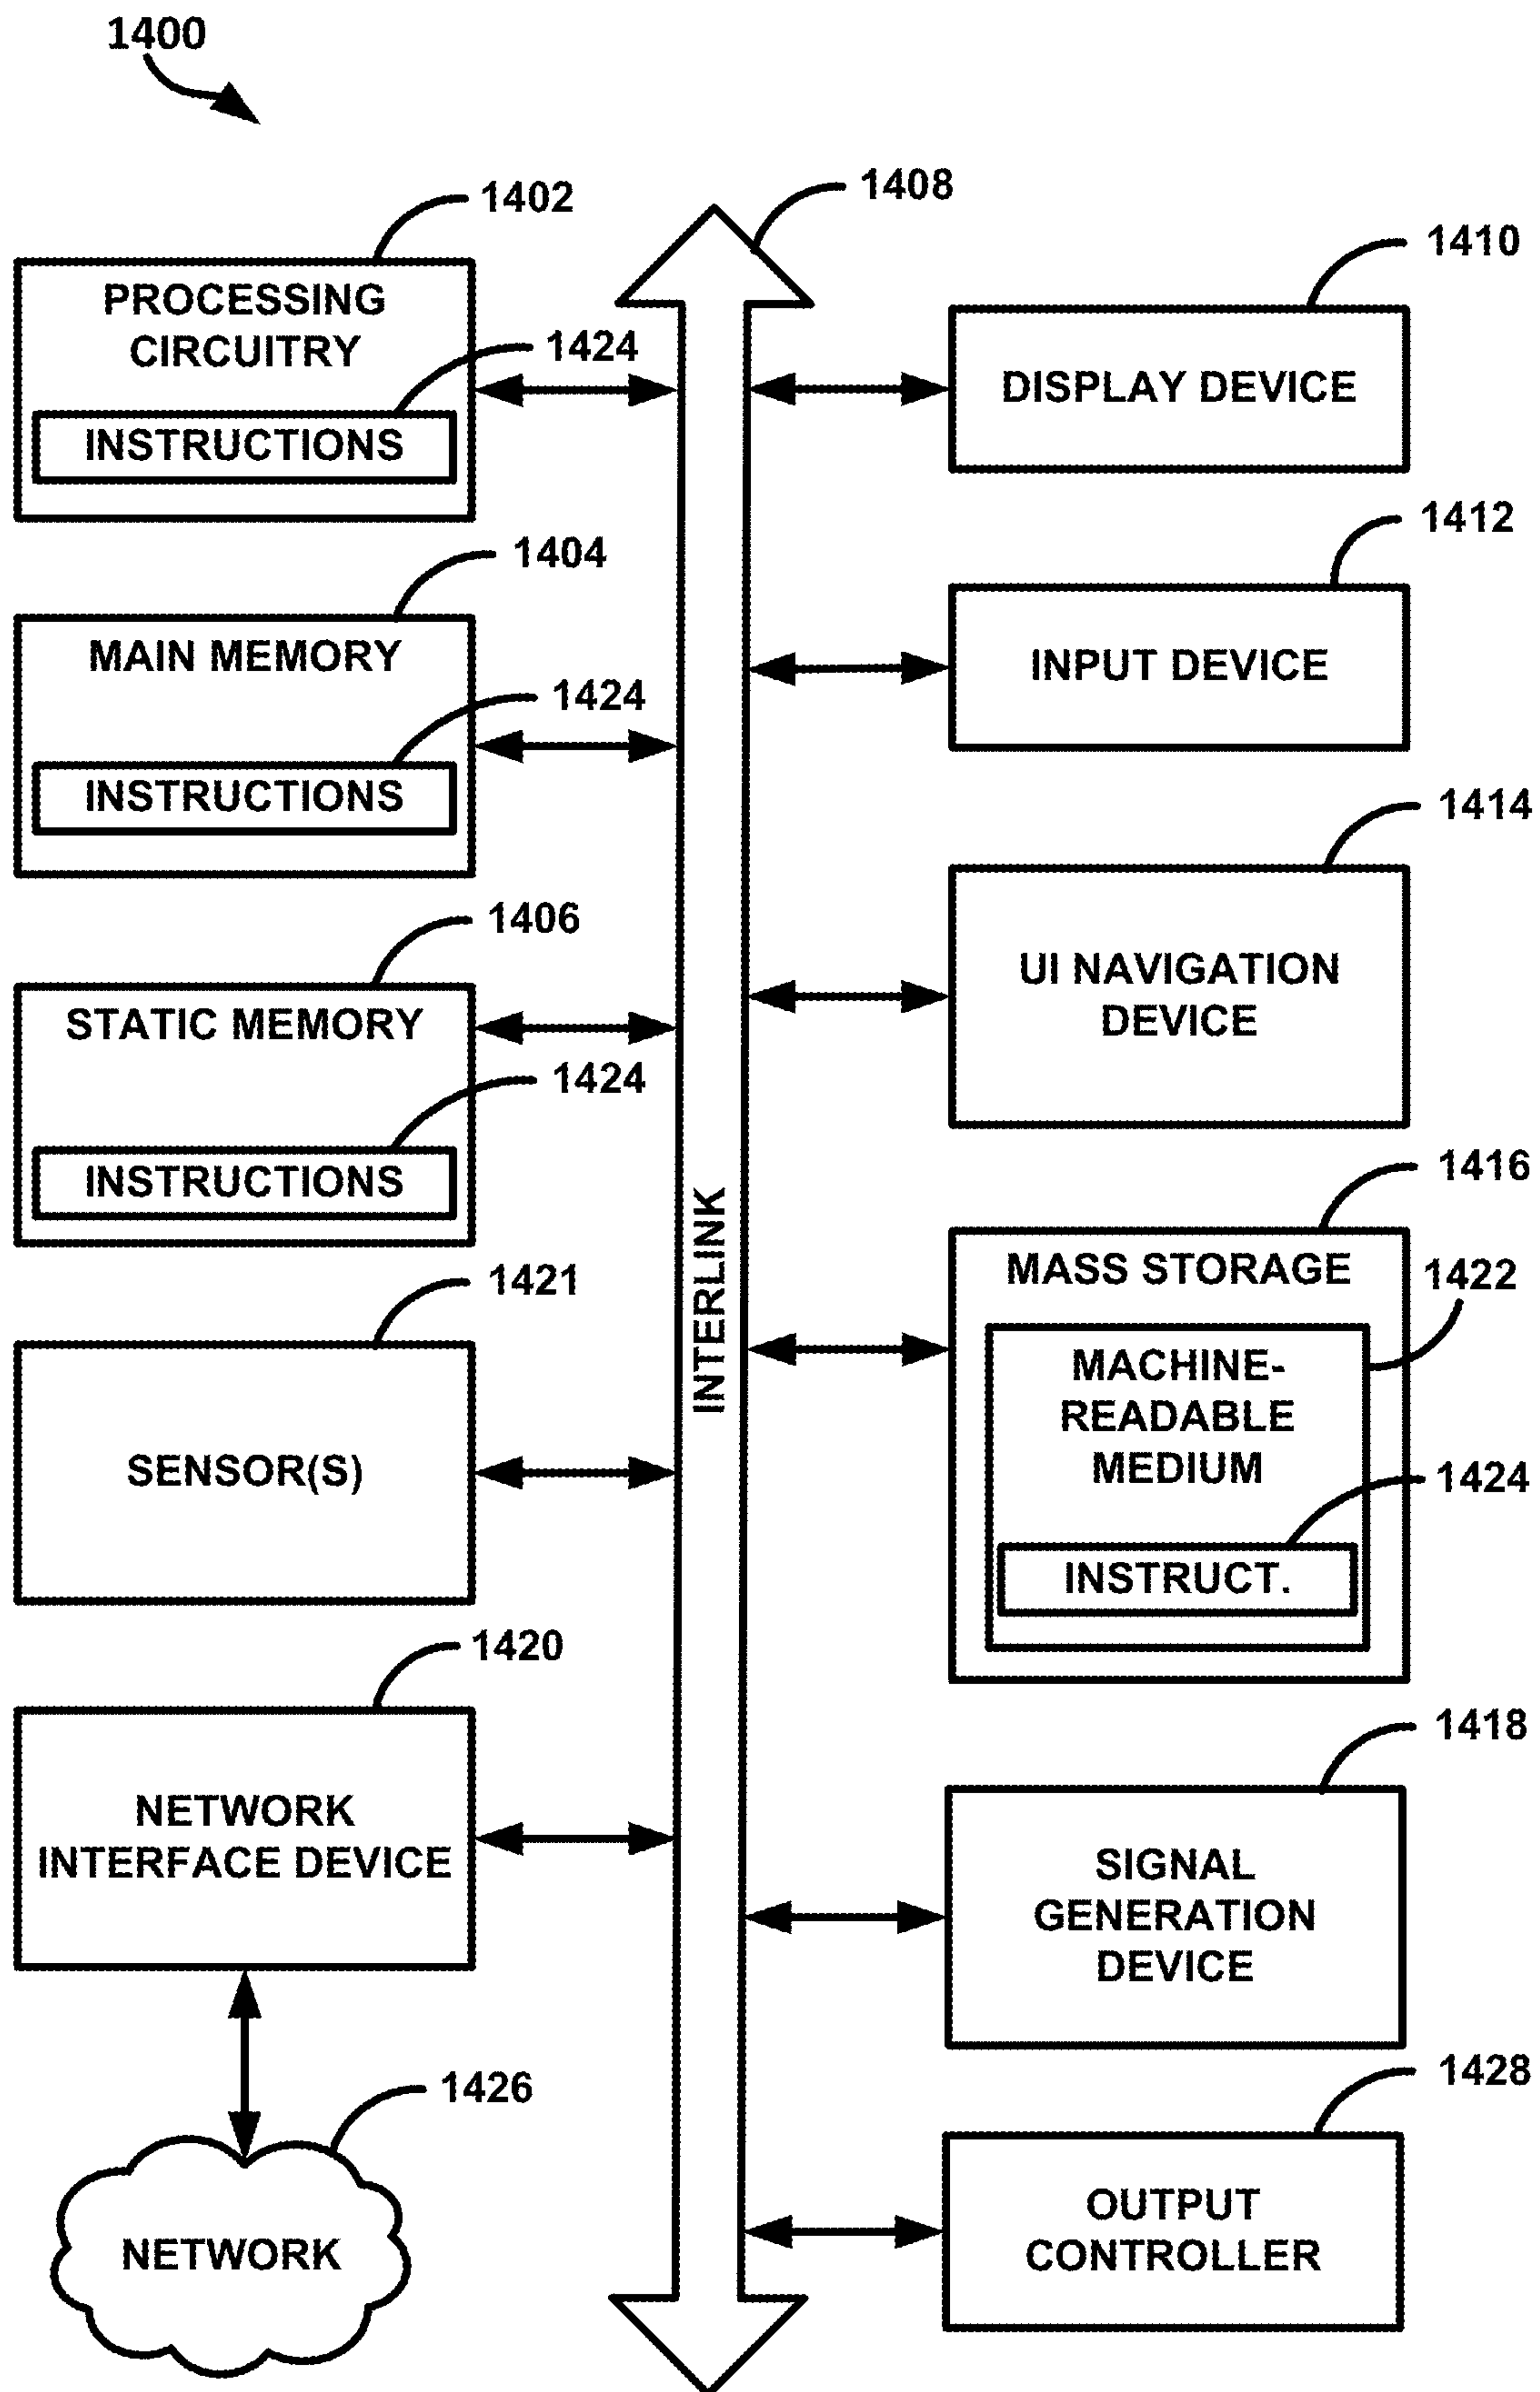 1400
1402
PROCESSING
CIRCUITRY
1424
INSTRUCTIONS
1404
MAIN MEMORY
1424
INSTRUCTIONS
1406
STATIC MEMORY
1424
INSTRUCTIONS
1421
SENSOR(S)
1420
NETWORK
INTERFACE DEVICE
1426
NETWORK
1408
INTERLINK
1410
DISPLAY DEVICE
1412
INPUT DEVICE
1414
UI NAVIGATION
DEVICE
1416
MASS STORAGE
1422
MACHINE-
READABLE
MEDIUM
1424
INSTRUCT.
1418
SIGNAL
GENERATION
DEVICE
1428
OUTPUT
CONTROLLER